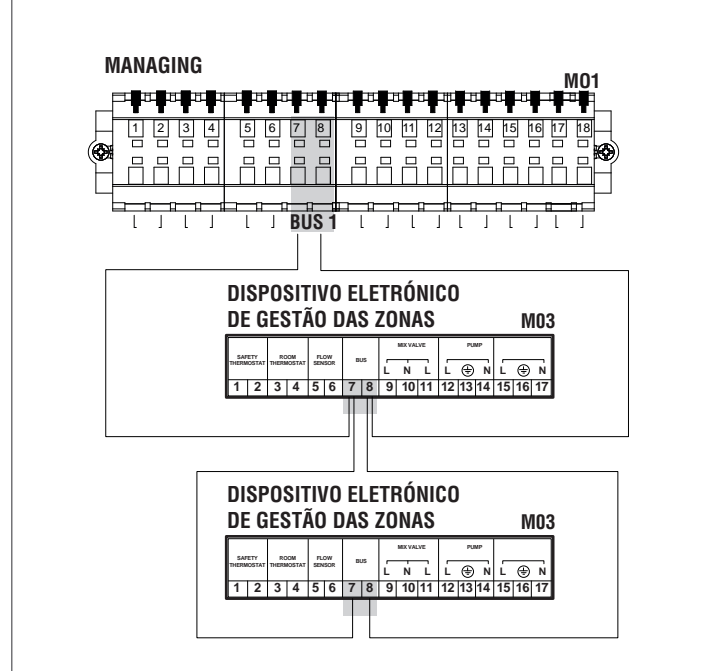 MANAGING
M01
1 2 3 4 5 6 7 8 9 10 11 12 13 14 15 16 17 18
BUS 1
DISPOSITIVO ELETRÓNICO
DE GESTÃO DAS ZONAS M03
MIX VALVE PUMP
SAFETY ROOM FLOW BUS
THERMOSTAT THERMOSTAT SENSOR
L N L L N L N
1 2 3 4 5 6 7 8 9 10 11 12 13 14 15 16 17
DISPOSITIVO ELETRÓNICO
DE GESTÃO DAS ZONAS M03
MIX VALVE PUMP
SAFETY ROOM FLOW BUS
THERMOSTAT THERMOSTAT SENSOR
L N L L N L N
1 2 3 4 5 6 7 8 9 10 11 12 13 14 15 16 17